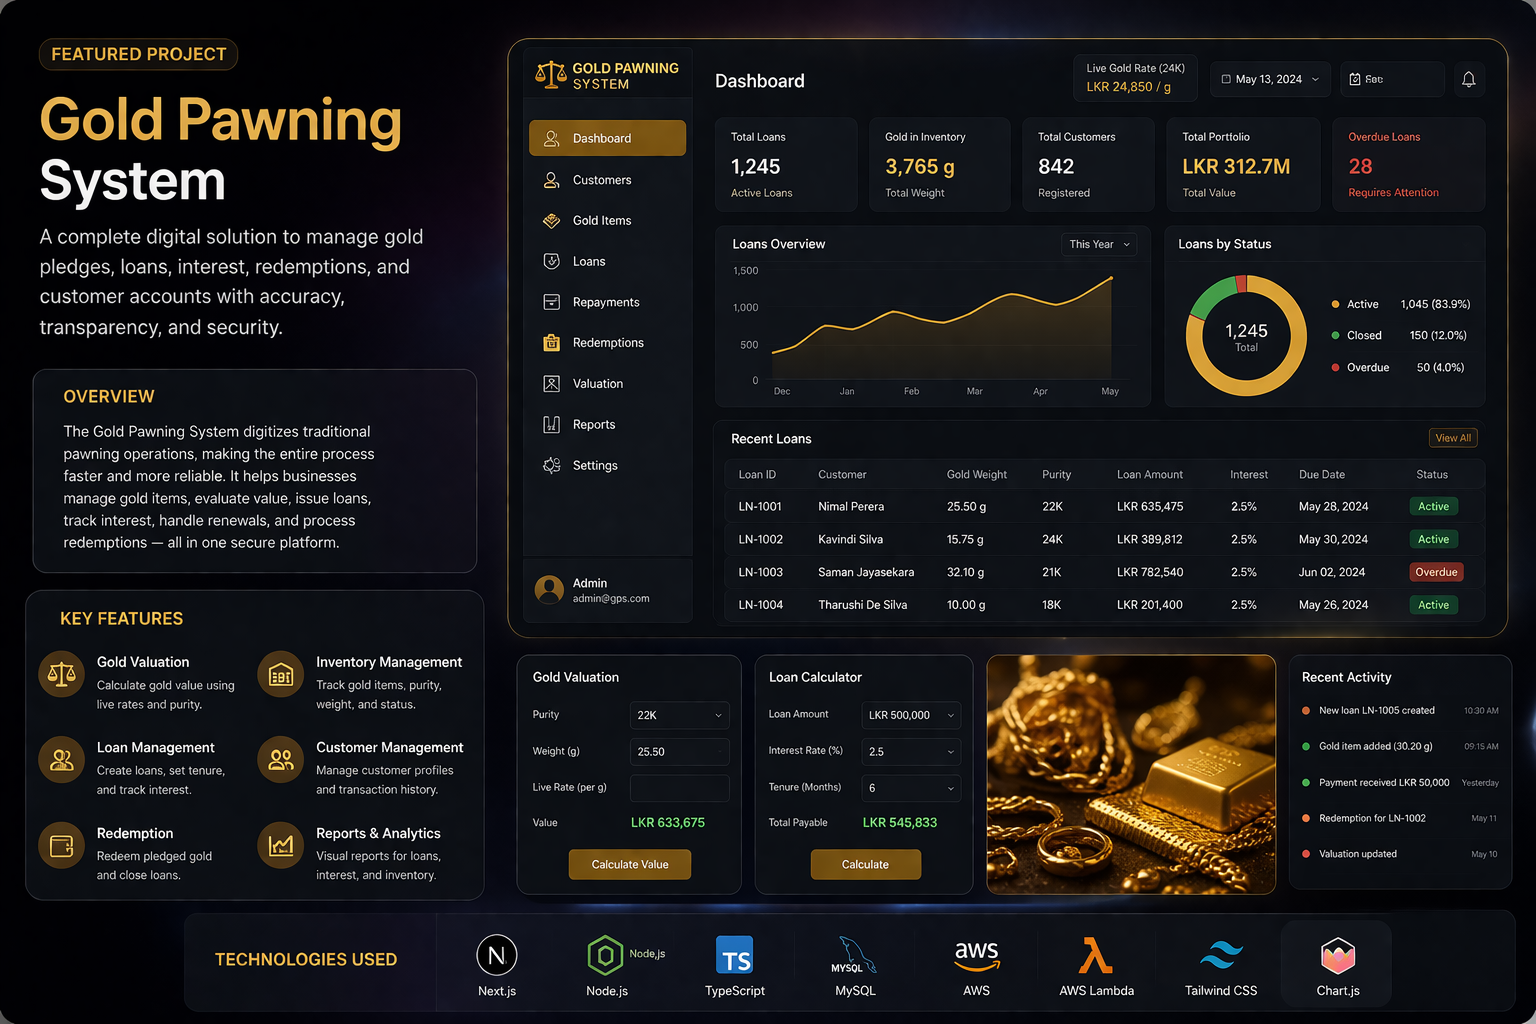 FEATURED PROJECT
Gold Pawning
System
A complete digital solution to manage gold
pledges, loans, interest, redemptions, and
customer accounts with accuracy,
transparency, and security.
OVERVIEW
The Gold Pawning System digitizes traditional
pawning operations, making the entire process
faster and more reliable. It helps businesses
manage gold items, evaluate value, issue loans,
track interest, handle renewals, and process
redemptions — all in one secure platform.
KEY FEATURES
Gold Valuation
Calculate gold value using
live rates and purity.
Inventory Management
Track gold items, purity,
weight, and status.
Loan Management
Create loans, set tenure,
and track interest.
Customer Management
Manage customer profiles
and transaction history.
Redemption
Redeem pledged gold
and close loans.
Reports & Analytics
Visual reports for loans,
interest, and inventory.
GOLD PAWNING
SYSTEM
Dashboard
Customers
Gold Items
Loans
Repayments
Redemptions
Valuation
Reports
Settings
Admin
admin@gps.com
Dashboard
Live Gold Rate (24K)
LKR 24,850 / g
May 13, 2024
Total Loans
1,245
Active Loans
Gold in Inventory
3,765 g
Total Weight
Total Customers
842
Registered
Total Portfolio
LKR 312.7M
Total Value
Overdue Loans
28
Requires Attention
Loans Overview
This Year
1,500
1,000
500
0
Dec Jan Feb Mar Apr May
Loans by Status
1,245
Total
Active 1,045 (83.9%)
Closed 150 (12.0%)
Overdue 50 (4.0%)
Recent Loans
View All
Loan ID Customer Gold Weight Purity Loan Amount Interest Due Date Status
LN-1001 Nimal Perera 25.50 g 22K LKR 635,475 2.5% May 28, 2024 Active
LN-1002 Kavindi Silva 15.75 g 24K LKR 389,812 2.5% May 30, 2024 Active
LN-1003 Saman Jayasekara 32.10 g 21K LKR 782,540 2.5% Jun 02, 2024 Overdue
LN-1004 Tharushi De Silva 10.00 g 18K LKR 201,400 2.5% May 26, 2024 Active
Gold Valuation
Purity 22K
Weight (g) 25.50
Live Rate (per g)
Value LKR 633,675
Calculate Value
Loan Calculator
Loan Amount LKR 500,000
Interest Rate (%) 2.5
Tenure (Months) 6
Total Payable LKR 545,833
Calculate
Recent Activity
New loan LN-1005 created 10:30 AM
Gold item added (30.20 g) 09:15 AM
Payment received LKR 50,000 Yesterday
Redemption for LN-1002 May 11
Valuation updated May 10
TECHNOLOGIES USED
N
Next.js
Node,js
Node.js
TS
TypeScript
MYSQL
MySQL
aws
AWS
AWS Lambda
Tailwind CSS
Chart.js